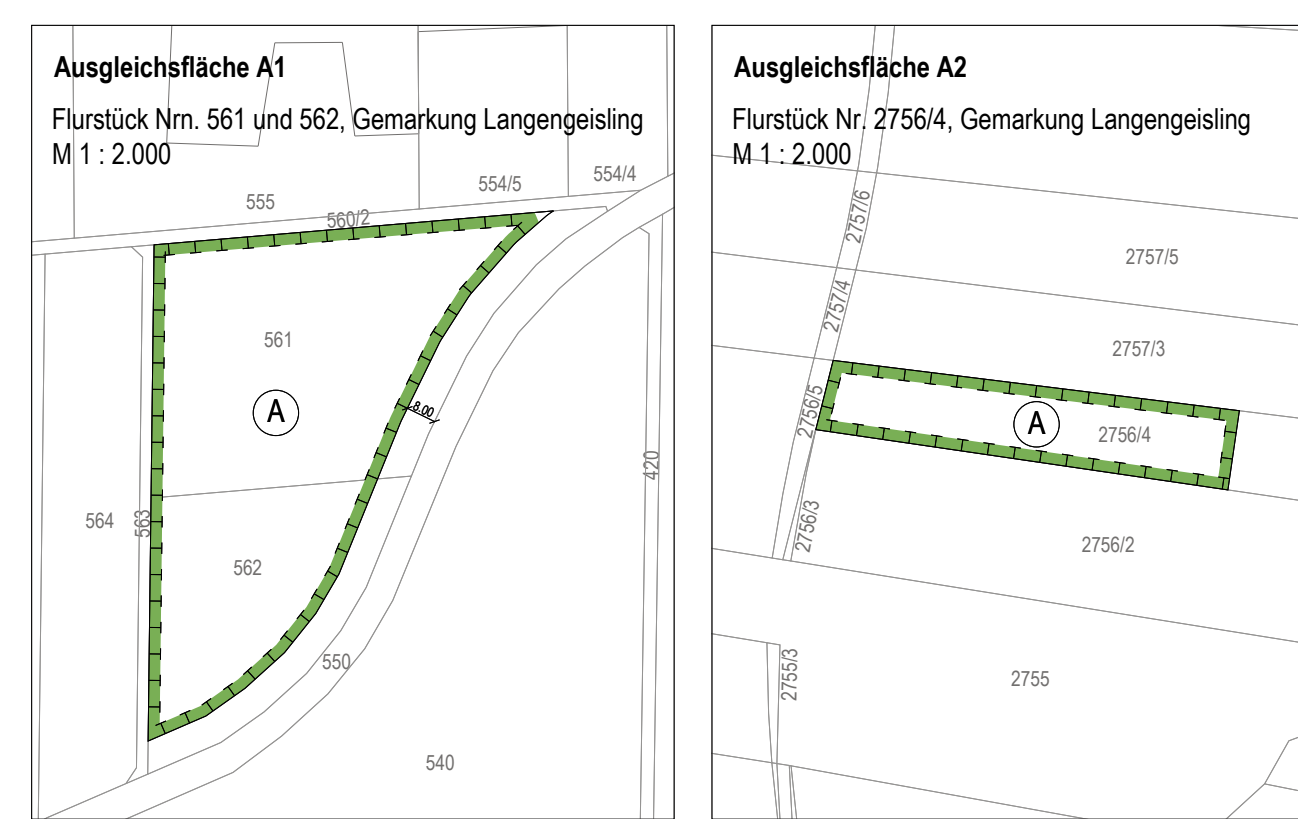 Ausgleichsfläche A1
Flurstück Nrn. 561 und 562, Gemarkung Langengeisling
M 1 : 2.000
554/4
554/5
555
560/2
561
A
8.00
420
564
563
562
550
540
Ausgleichsfläche A2
Flurstück Nr. 2756/4, Gemarkung Langengeisling
M 1 : 2.000
2757/6
2757/5
2757/4
2757/3
2756/5
A
2756/4
2756/3
2756/2
2755/3
2755